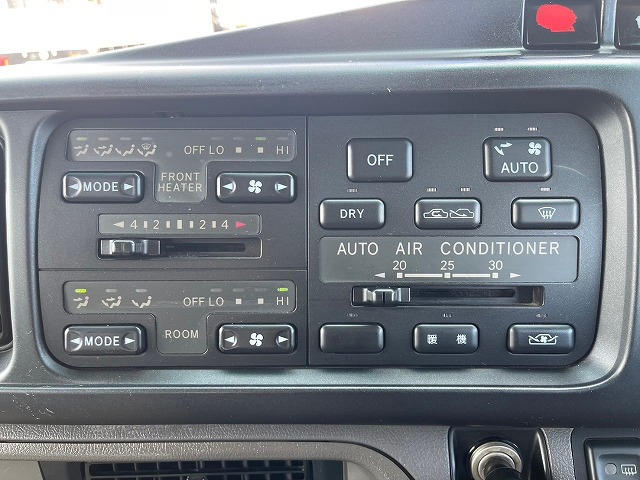 OFF LO HI
MODE
FRONT
HEATER
4 2 2 4
OFF LO HI
MODE
ROOM
OFF
AUTO
DRY
AUTO AIR CONDITIONER
20 25 30
暖 機